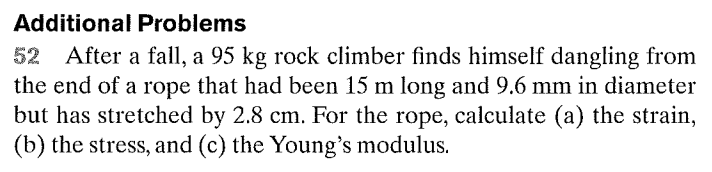 Additional Problems
52 After a fall, a 95 kg rock climber finds himself dangling from
the end of a rope that had been 15 m long and 9.6 mm in diameter
but has stretched by 2.8 cm. For the rope, calculate (a) the strain,
(b) the stress, and (c) the Young's modulus.